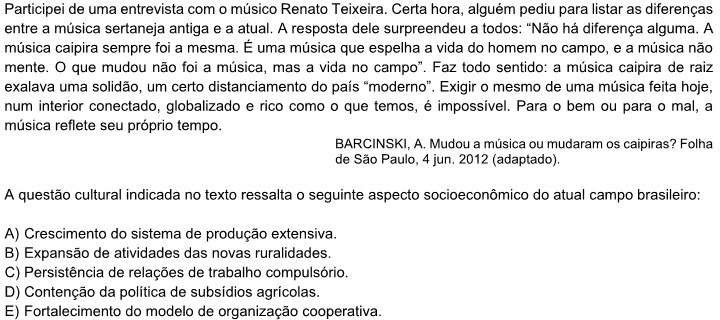 Participei de uma entrevista com o músico Renato Teixeira. Certa hora, alguém pediu para listar as diferenças
entre a música sertaneja antiga e a atual. A resposta dele surpreendeu a todos: “Não há diferença alguma. A
música caipira sempre foi a mesma. É uma música que espelha a vida do homem no campo, e a música não
mente. O que mudou não foi a música, mas a vida no campo”. Faz todo sentido: a música caipira de raiz
exalava uma solidão, um certo distanciamento do país “moderno”. Exigir o mesmo de uma música feita hoje,
num interior conectado, globalizado e rico como o que temos, é impossível. Para o bem ou para o mal, a
música reflete seu próprio tempo.
BARCINSKI, A. Mudou a música ou mudaram os caipiras? Folha
de São Paulo, 4 jun. 2012 (adaptado).
A questão cultural indicada no texto ressalta o seguinte aspecto socioeconômico do atual campo brasileiro:
A) Crescimento do sistema de produção extensiva.
B) Expansão de atividades das novas ruralidades.
C) Persistência de relações de trabalho compulsório.
D) Contenção da política de subsídios agrícolas.
E) Fortalecimento do modelo de organização cooperativa.